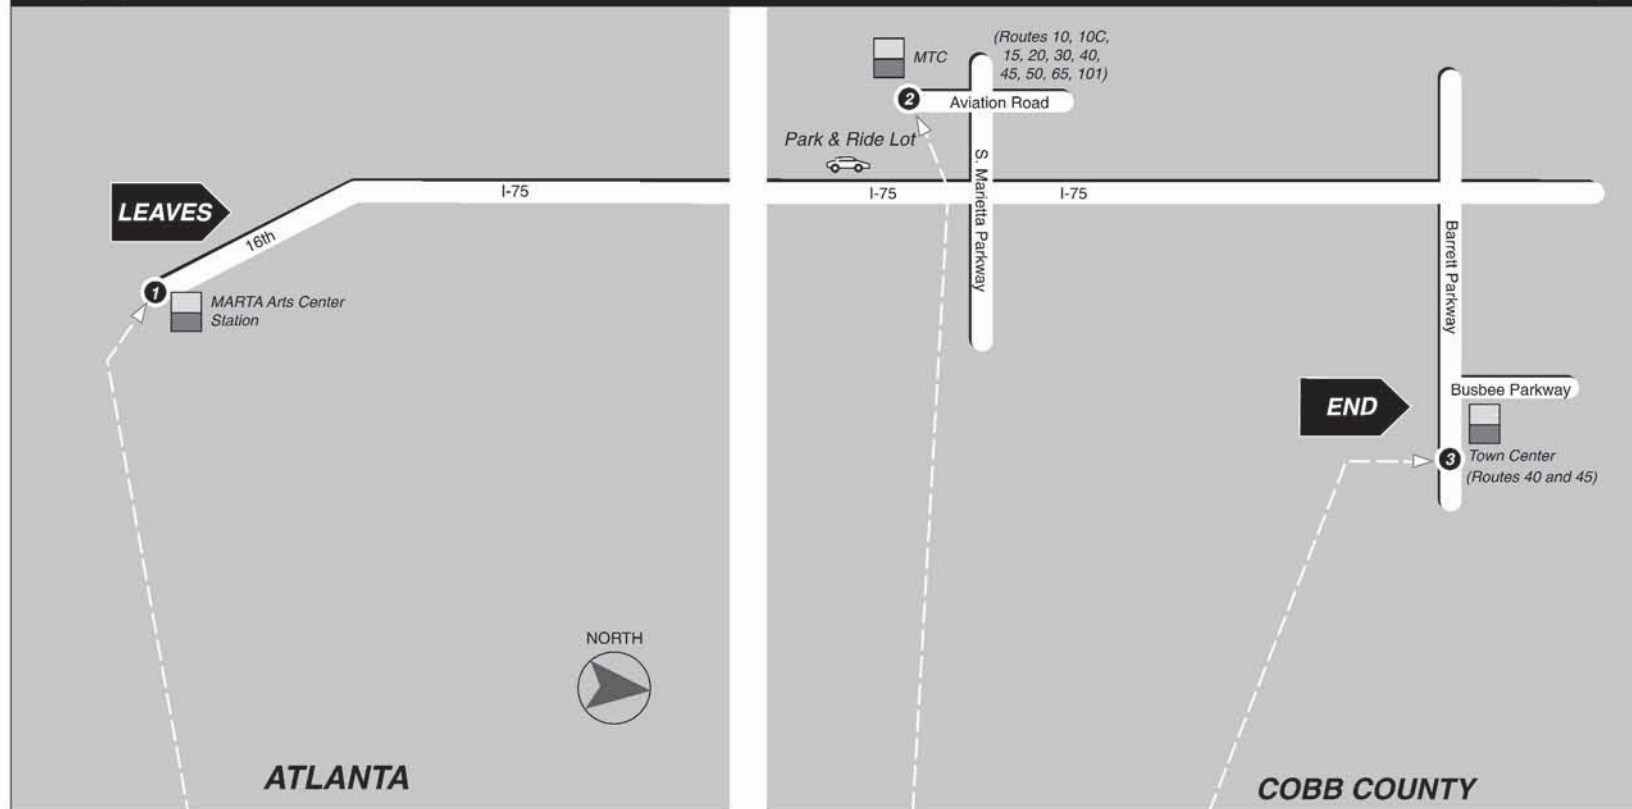 MTC
(Routes 10, 10C,
15, 20, 30, 40,
45, 50, 65, 101)
2
Aviation Road
Park & Ride Lot
I-75
I-75
I-75
S. Marietta Parkway
LEAVES
16th
1
MARTA Arts Center
Station
Barrett Parkway
Busbee Parkway
END
3
Town Center
(Routes 40 and 45)
NORTH
ATLANTA
COBB COUNTY